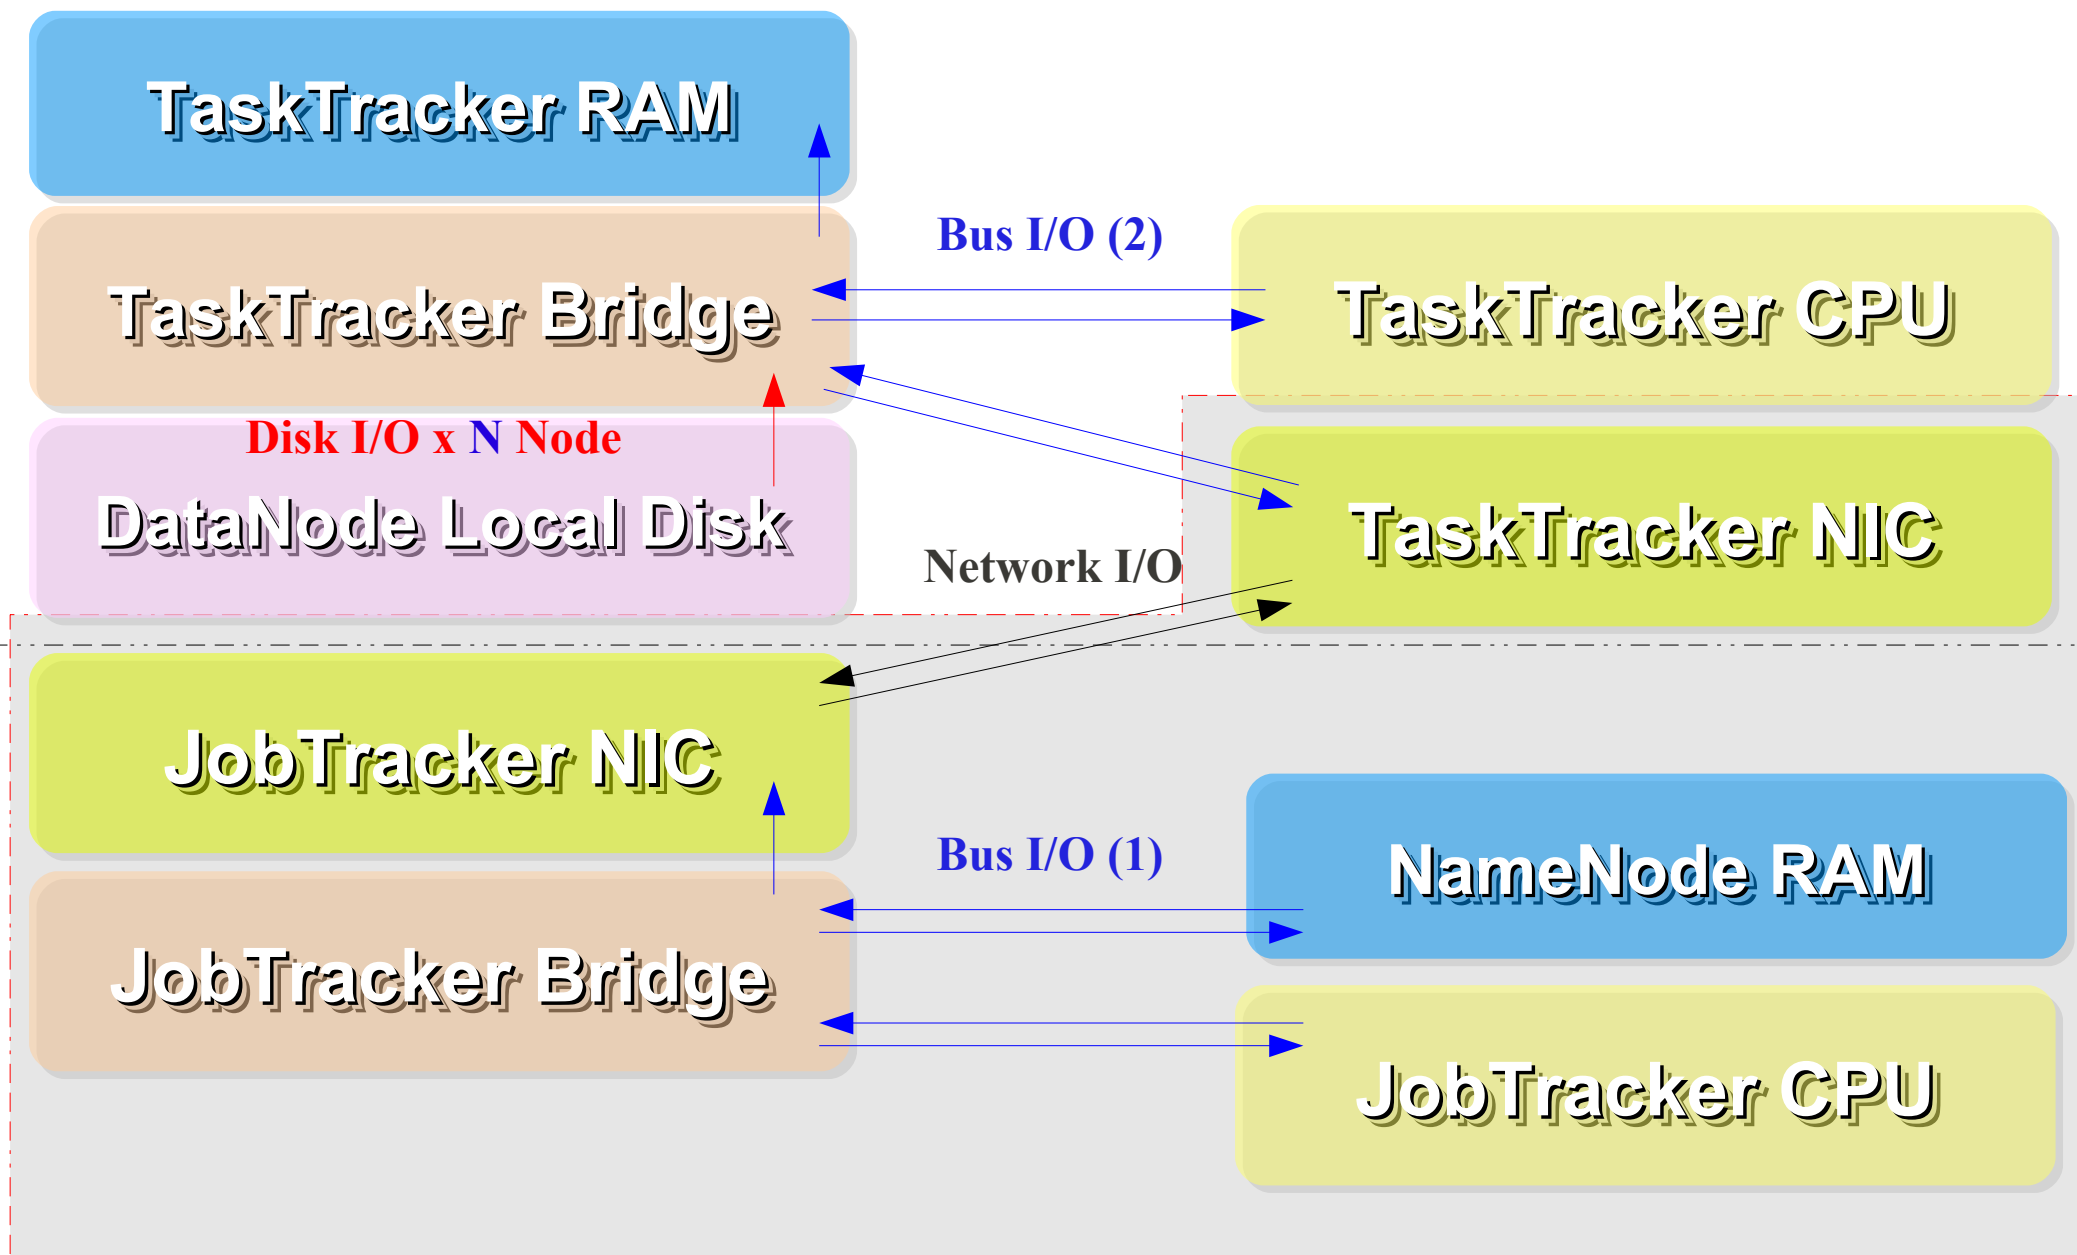 TaskTracker RAM
Bus I/O (2)
TaskTracker Bridge
TaskTracker CPU
Disk I/O x N Node
DataNode Local Disk
TaskTracker NIC
Network I/O
JobTracker NIC
Bus I/O (1)
NameNode RAM
JobTracker Bridge
JobTracker CPU